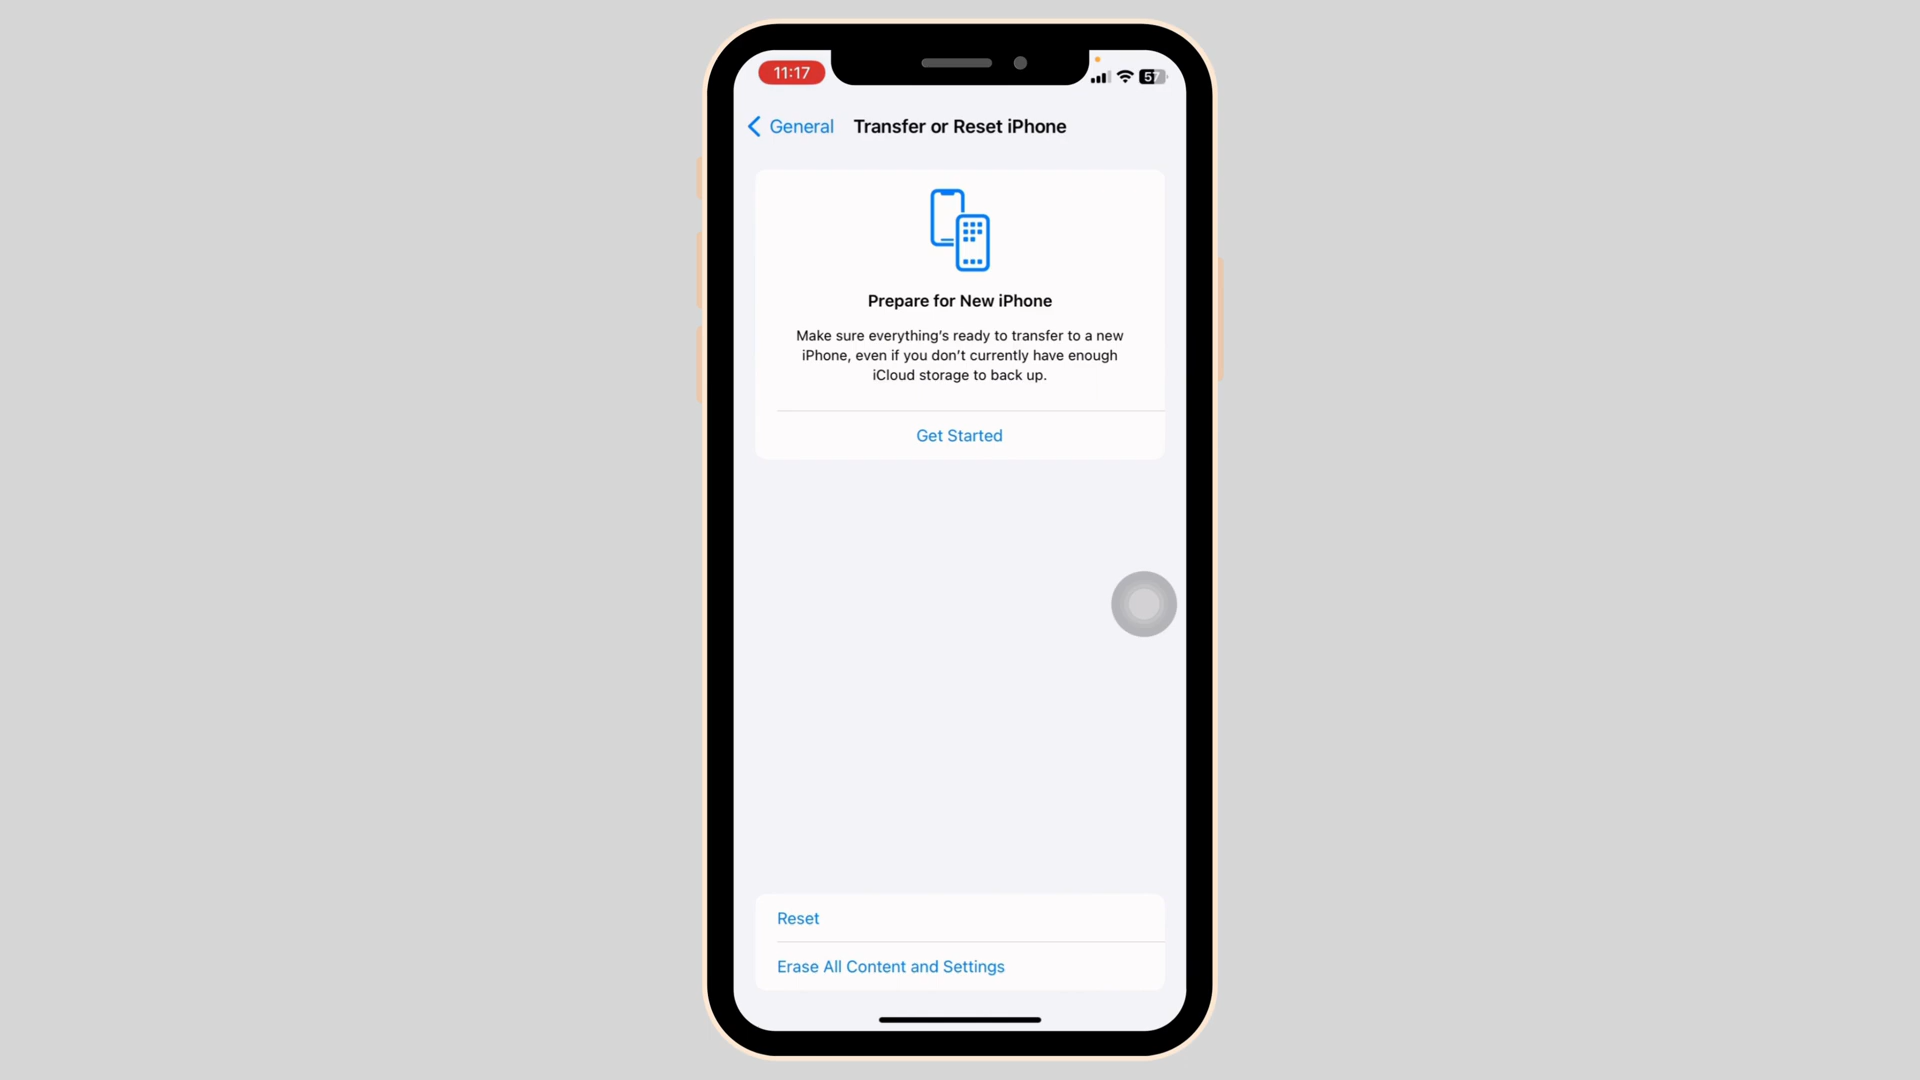 11:17
57
General
Transfer or Reset iPhone
Prepare for New iPhone
Make sure everything's ready to transfer to a new
iPhone, even if you don't currently have enough
iCloud storage to back up.
Get Started
Reset
Erase All Content and Settings